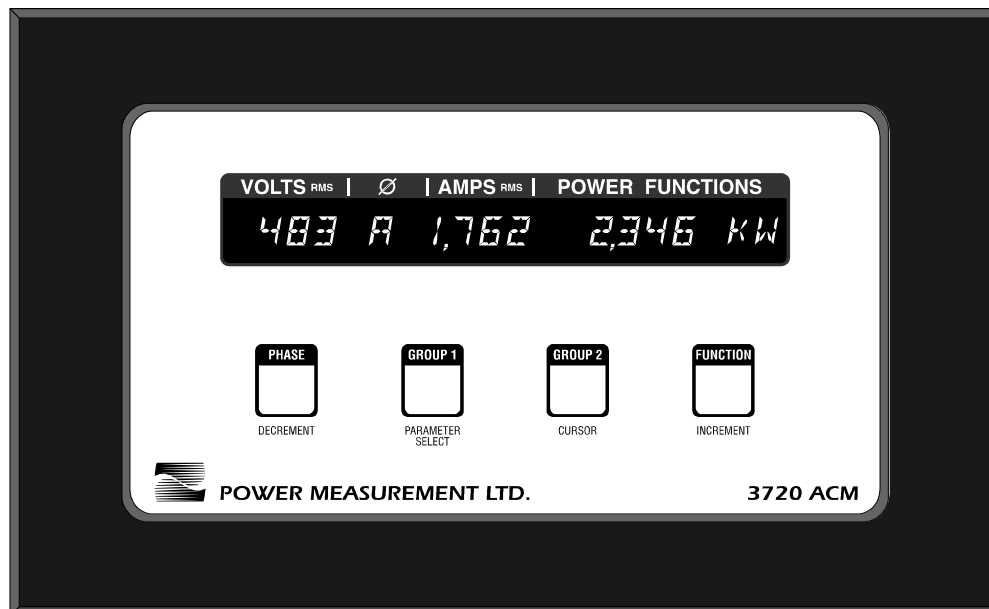 VOLTS RMS | Ø | AMPS RMS | POWER FUNCTIONS
483 A 1,762 2,346 KW
PHASE GROUP 1 GROUP 2 FUNCTION
DECREMENT PARAMETER SELECT CURSOR INCREMENT
POWER MEASUREMENT LTD. 3720 ACM